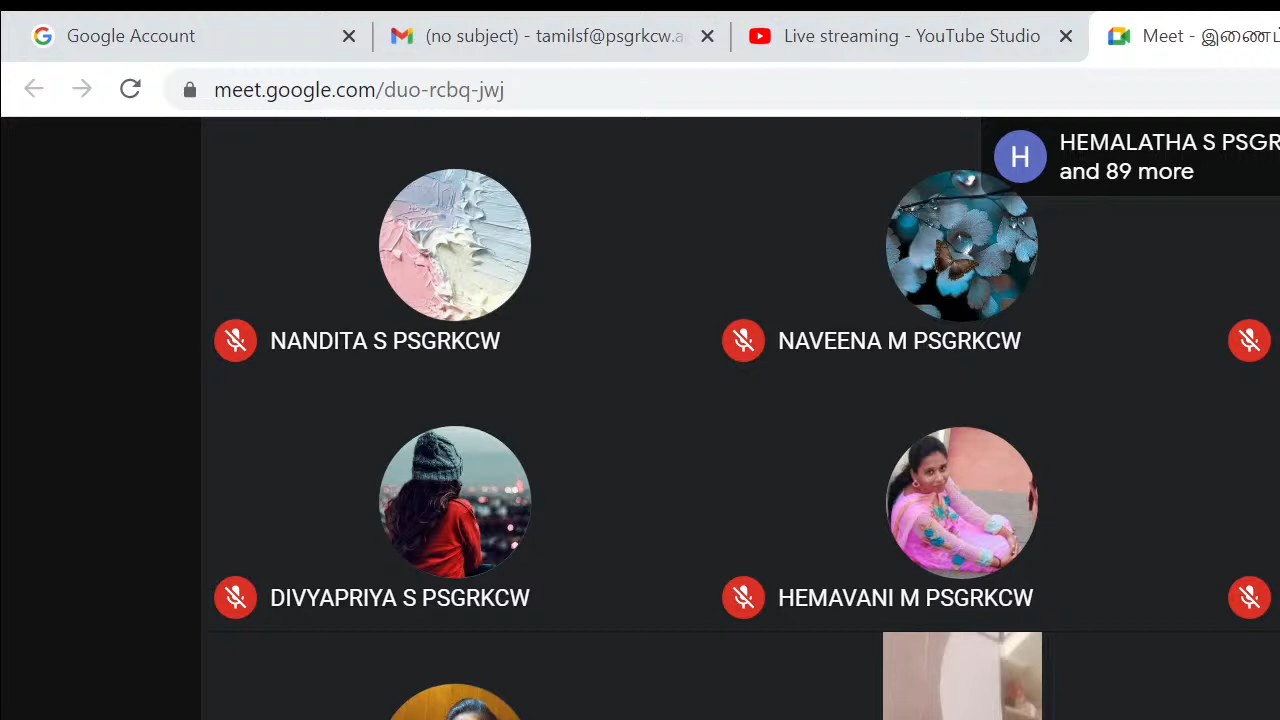 Google Account
(no subject) - tamilsf@psgrkcw.a
Live streaming - YouTube Studio
Meet - இணைப்
meet.google.com/duo-rcbq-jwj
H
HEMALATHA S PSGR
and 89 more
NANDITA S PSGRKCW
NAVEENA M PSGRKCW
DIVYAPRIYA S PSGRKCW
HEMAVANI M PSGRKCW